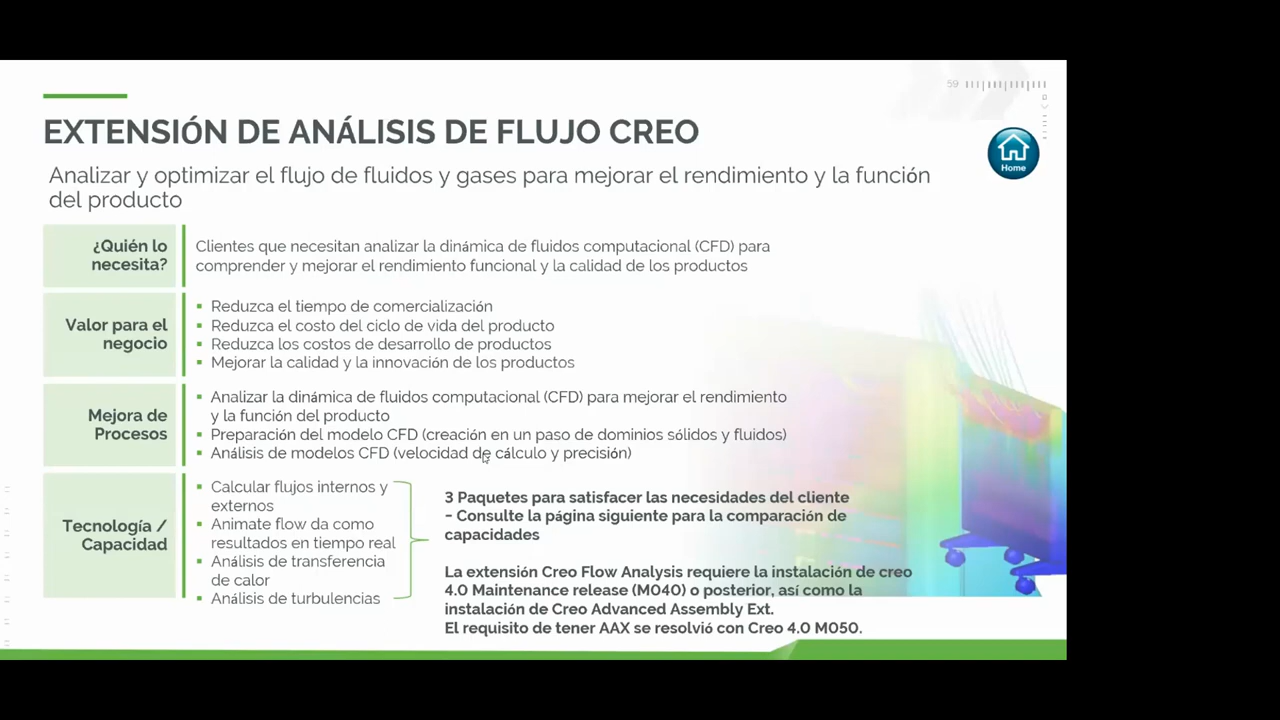 59
EXTENSIÓN DE ANÁLISIS DE FLUJO CREO
Home
Analizar y optimizar el flujo de fluidos y gases para mejorar el rendimiento y la función
del producto
¿Quién lo
necesita?
Clientes que necesitan analizar la dinámica de fluidos computacional (CFD) para
comprender y mejorar el rendimiento funcional y la calidad de los productos
Valor para el
negocio
▪ Reduzca el tiempo de comercialización
▪ Reduzca el costo del ciclo de vida del producto
▪ Reduzca los costos de desarrollo de productos
▪ Mejorar la calidad y la innovación de los productos
Mejora de
Procesos
▪ Analizar la dinámica de fluidos computacional (CFD) para mejorar el rendimiento
y la función del producto
▪ Preparación del modelo CFD (creación en un paso de dominios sólidos y fluidos)
▪ Análisis de modelos CFD (velocidad de cálculo y precisión)
Tecnología /
Capacidad
▪ Calcular flujos internos y
externos
▪ Animate flow da como
resultados en tiempo real
▪ Análisis de transferencia
de calor
▪ Análisis de turbulencias
3 Paquetes para satisfacer las necesidades del cliente
– Consulte la página siguiente para la comparación de
capacidades
La extensión Creo Flow Analysis requiere la instalación de creo
4.0 Maintenance release (M040) o posterior, así como la
instalación de Creo Advanced Assembly Ext.
El requisito de tener AAX se resolvió con Creo 4.0 M050.